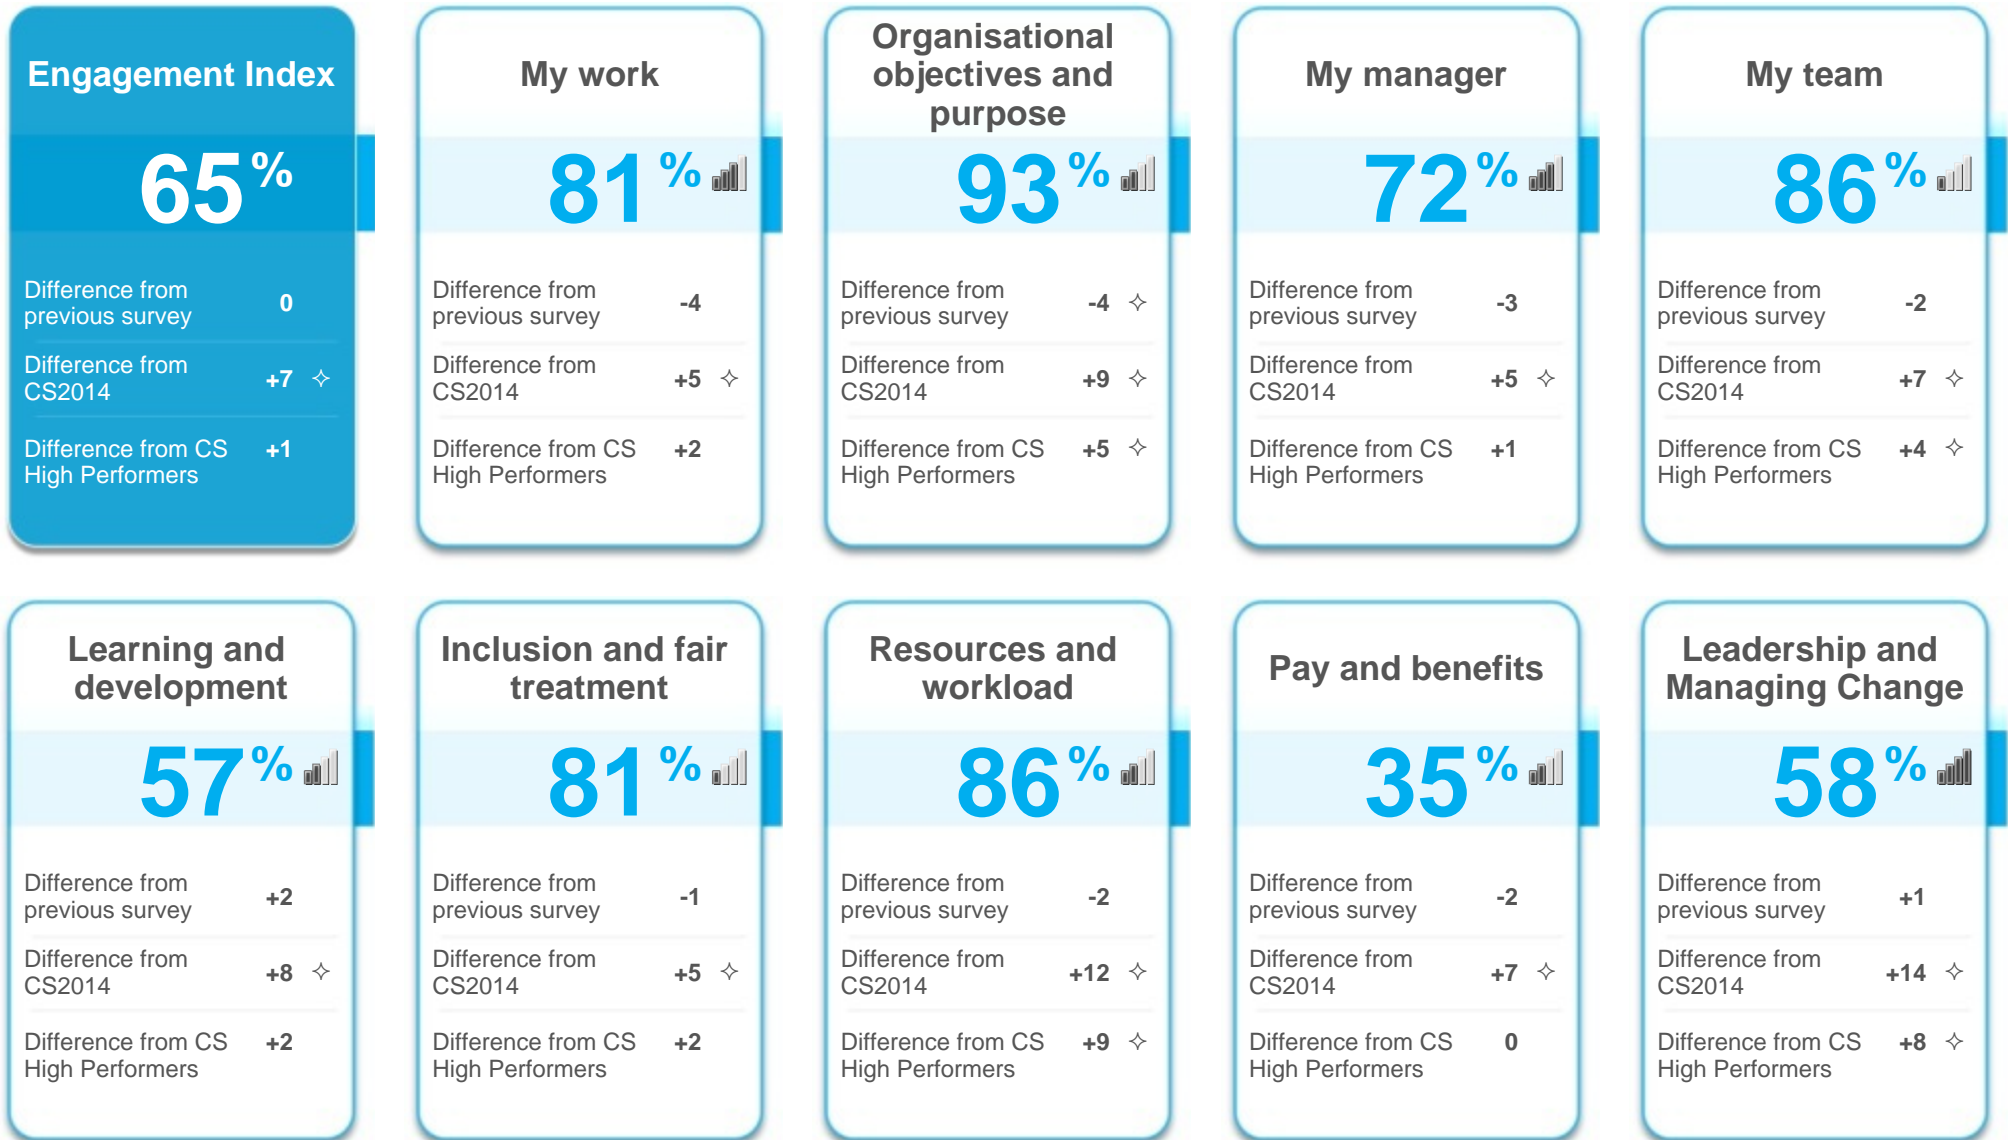 Engagement Index
65%
Difference from
previous survey 0
Difference from
CS2014 +7 ✧
Difference from CS +1
High Performers
My work
81%
Difference from
previous survey -4
Difference from
CS2014 +5 ✧
Difference from CS +2
High Performers
Organisational
objectives and
purpose
93%
Difference from
previous survey -4 ✧
Difference from
CS2014 +9 ✧
Difference from CS +5 ✧
High Performers
My manager
72%
Difference from
previous survey -3
Difference from
CS2014 +5 ✧
Difference from CS +1
High Performers
My team
86%
Difference from
previous survey -2
Difference from
CS2014 +7 ✧
Difference from CS +4 ✧
High Performers
Learning and
development
57%
Difference from
previous survey +2
Difference from
CS2014 +8 ✧
Difference from CS +2
High Performers
Inclusion and fair
treatment
81%
Difference from
previous survey -1
Difference from
CS2014 +5 ✧
Difference from CS +2
High Performers
Resources and
workload
86%
Difference from
previous survey -2
Difference from
CS2014 +12 ✧
Difference from CS +9 ✧
High Performers
Pay and benefits
35%
Difference from
previous survey -2
Difference from
CS2014 +7 ✧
Difference from CS 0
High Performers
Leadership and
Managing Change
58%
Difference from
previous survey +1
Difference from
CS2014 +14 ✧
Difference from CS +8 ✧
High Performers